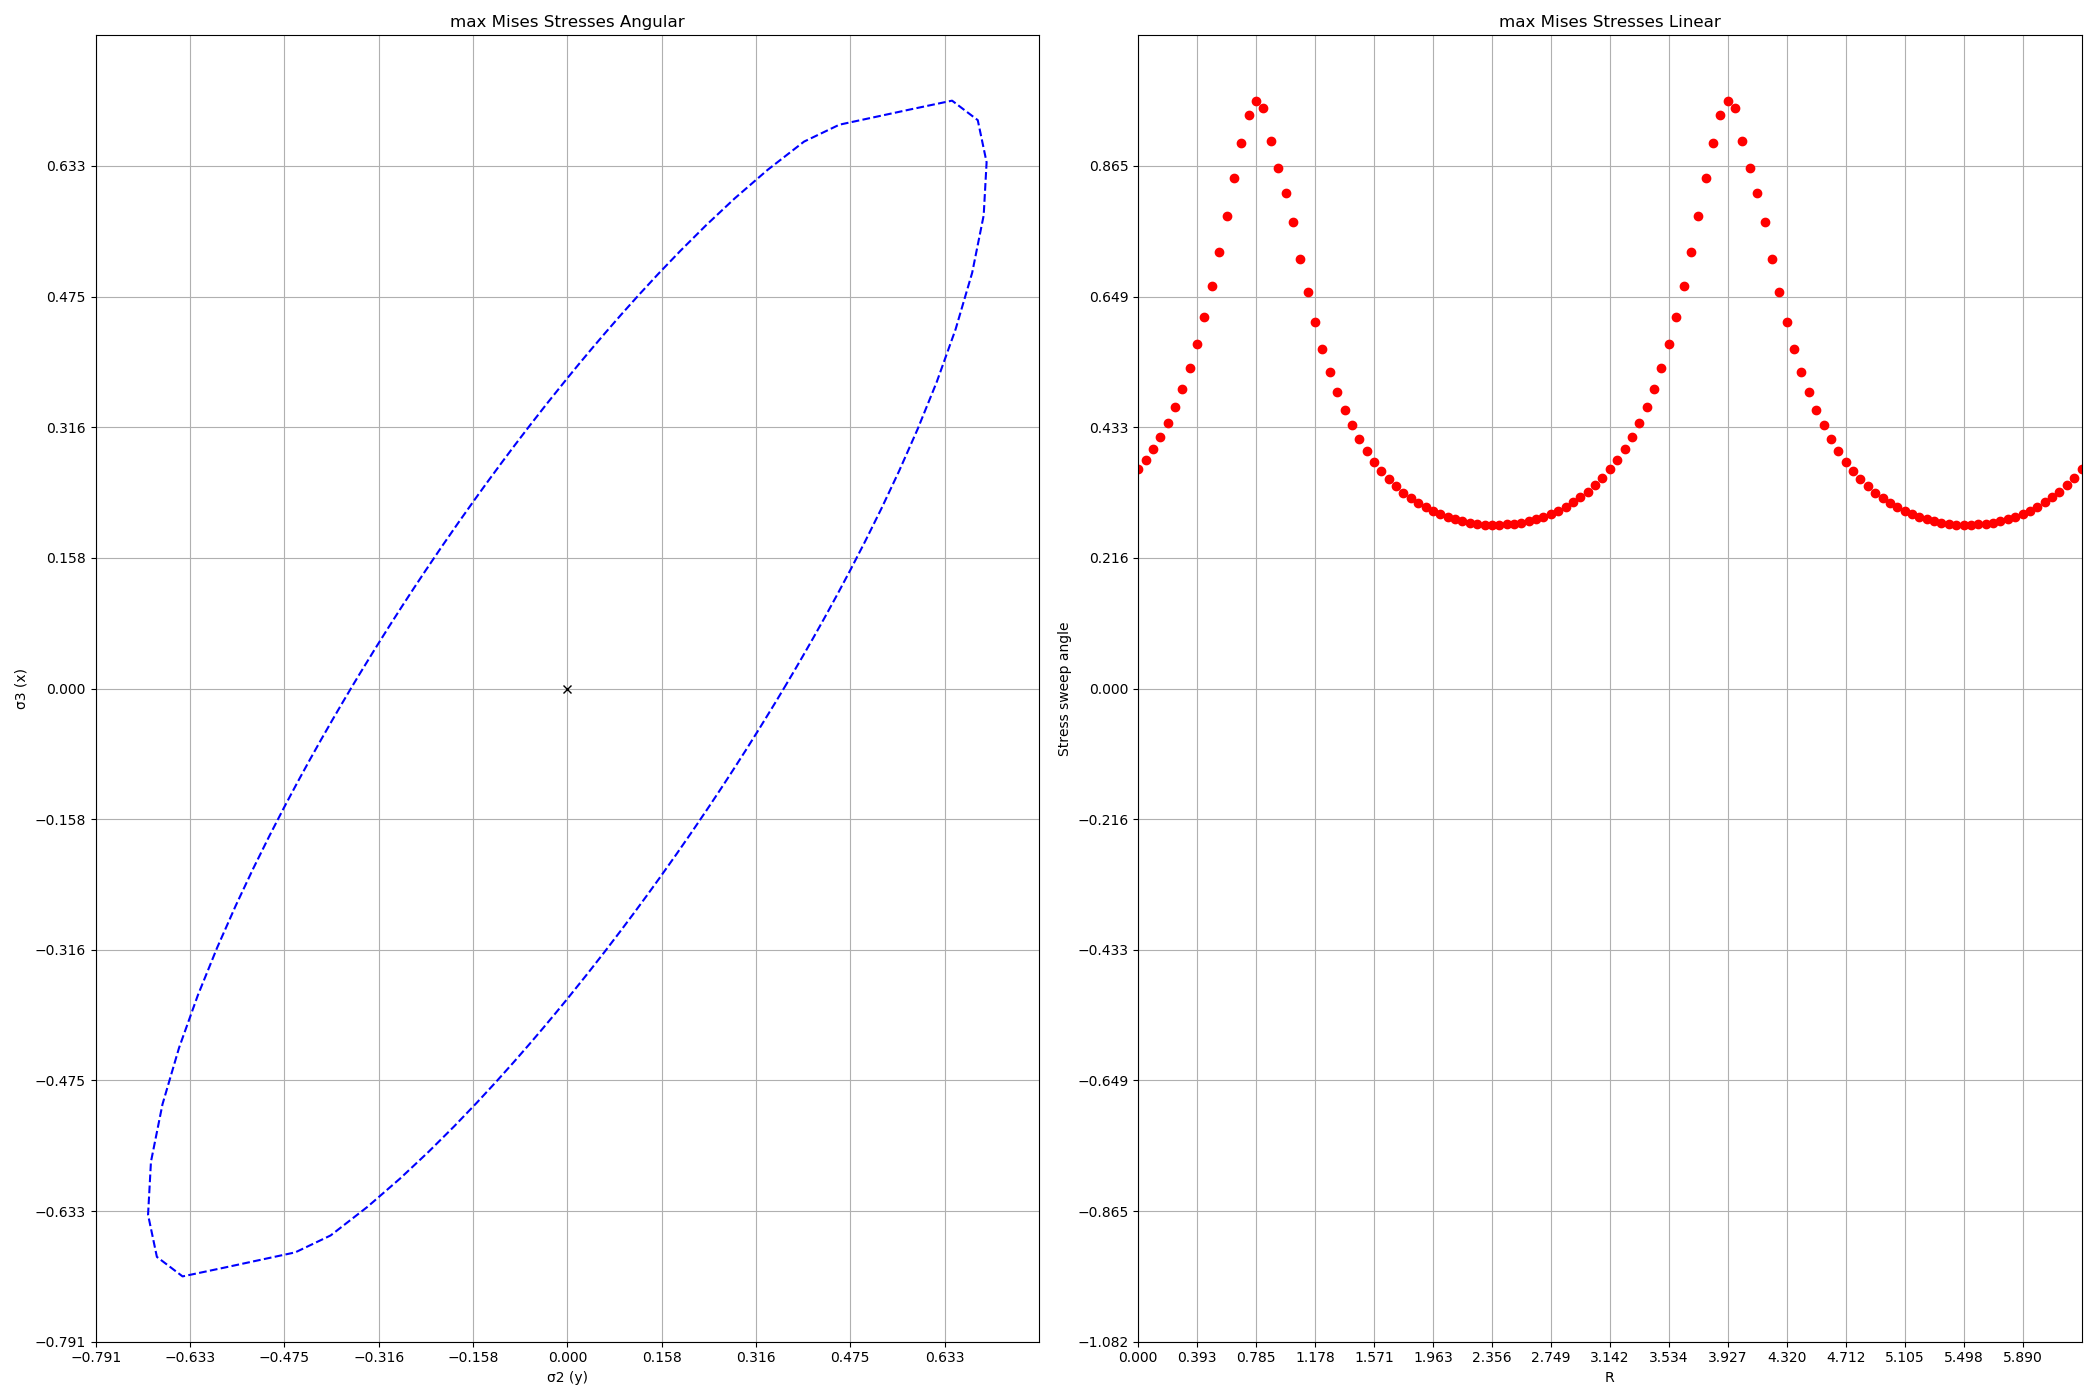 max Mises Stresses Angular
0.633
0.475
0.316
0.158
0.000
−0.158
−0.316
−0.475
−0.633
−0.791
σ3 (x)
−0.791 −0.633 −0.475 −0.316 −0.158 0.000 0.158 0.316 0.475 0.633
σ2 (y)
max Mises Stresses Linear
0.865
0.649
0.433
0.216
0.000
−0.216
−0.433
−0.649
−0.865
−1.082
Stress sweep angle
0.000 0.393 0.785 1.178 1.571 1.963 2.356 2.749 3.142 3.534 3.927 4.320 4.712 5.105 5.498 5.890
R